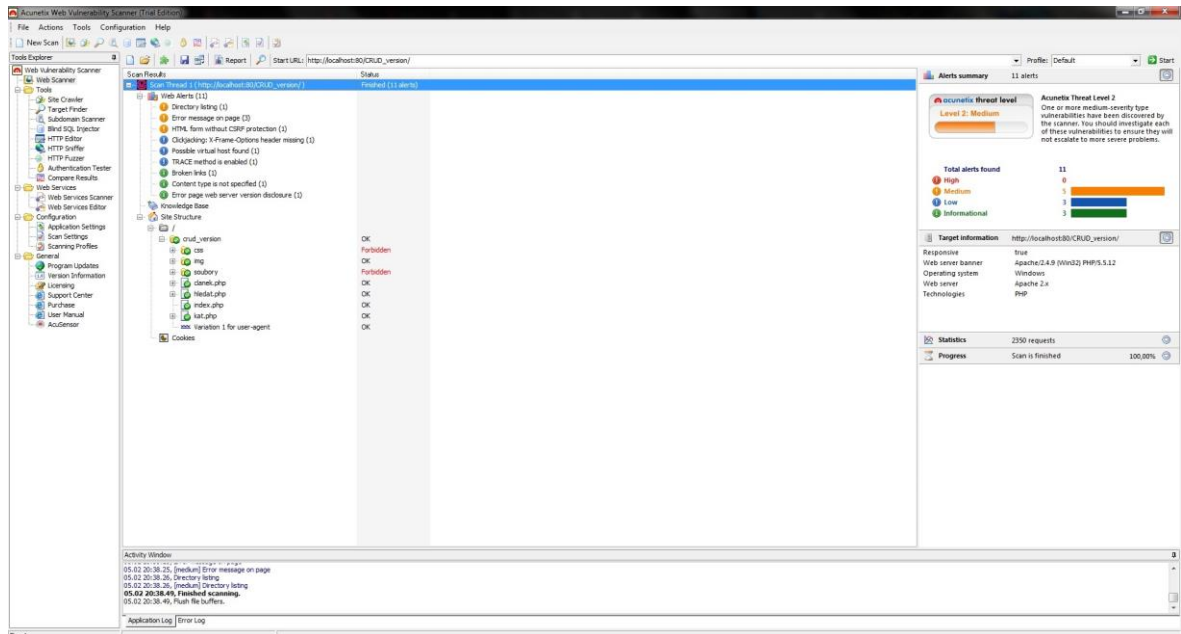 Acunetix Web Vulnerability Scanner (Trial Edition)
File Actions Tools Configuration Help
New Scan
Tools Explorer
Web Vulnerability Scanner
Web Scanner
Tools
Site Crawler
Target Finder
Subdomain Scanner
Blind SQL Injector
HTTP Editor
HTTP Sniffer
HTTP Fuzzer
Authentication Tester
Compare Results
Web Services
Web Services Scanner
Web Services Editor
Configuration
Application Settings
Scan Settings
Scanning Profiles
General
Program Updates
Version Information
Licensing
Support Center
Purchase
User Manual
AcuSensor
Report Start URL: http://localhost:80/CRUD_version/ Profile: Default Start
Scan Results Status
Scan Thread 1 ( http://localhost:80/CRUD_version/ ) Finished (11 alerts)
Web Alerts (11)
Directory listing (1)
Error message on page (3)
HTML form without CSRF protection (1)
Clickjacking: X-Frame-Options header missing (1)
Possible virtual host found (1)
TRACE method is enabled (1)
Broken links (1)
Content type is not specified (1)
Error page web server version disclosure (1)
Knowledge Base
Site Structure
/
crud_version OK
css Forbidden
img OK
soubory Forbidden
clanek.php OK
hledat.php OK
index.php OK
kat.php OK
Variation 1 for user-agent OK
Cookies
Alerts summary 11 alerts
acunetix threat level
Level 2: Medium
Acunetix Threat Level 2
One or more medium-severity type
vulnerabilities have been discovered by
the scanner. You should investigate each
of these vulnerabilities to ensure they will
not escalate to more severe problems.
Total alerts found 11
High 0
Medium 5
Low 3
Informational 3
Target information http://localhost:80/CRUD_version/
Responsive true
Web server banner Apache/2.4.9 (Win32) PHP/5.5.12
Operating system Windows
Web server Apache 2.x
Technologies PHP
Statistics 2350 requests
Progress Scan is finished 100,00%
Activity Window
05.02 20:38.25, [medium] Error message on page
05.02 20:38.26, Directory listing
05.02 20:38.26, [medium] Directory listing
05.02 20:38.49, Finished scanning.
05.02 20:38.49, Flush file buffers.
Application Log Error Log